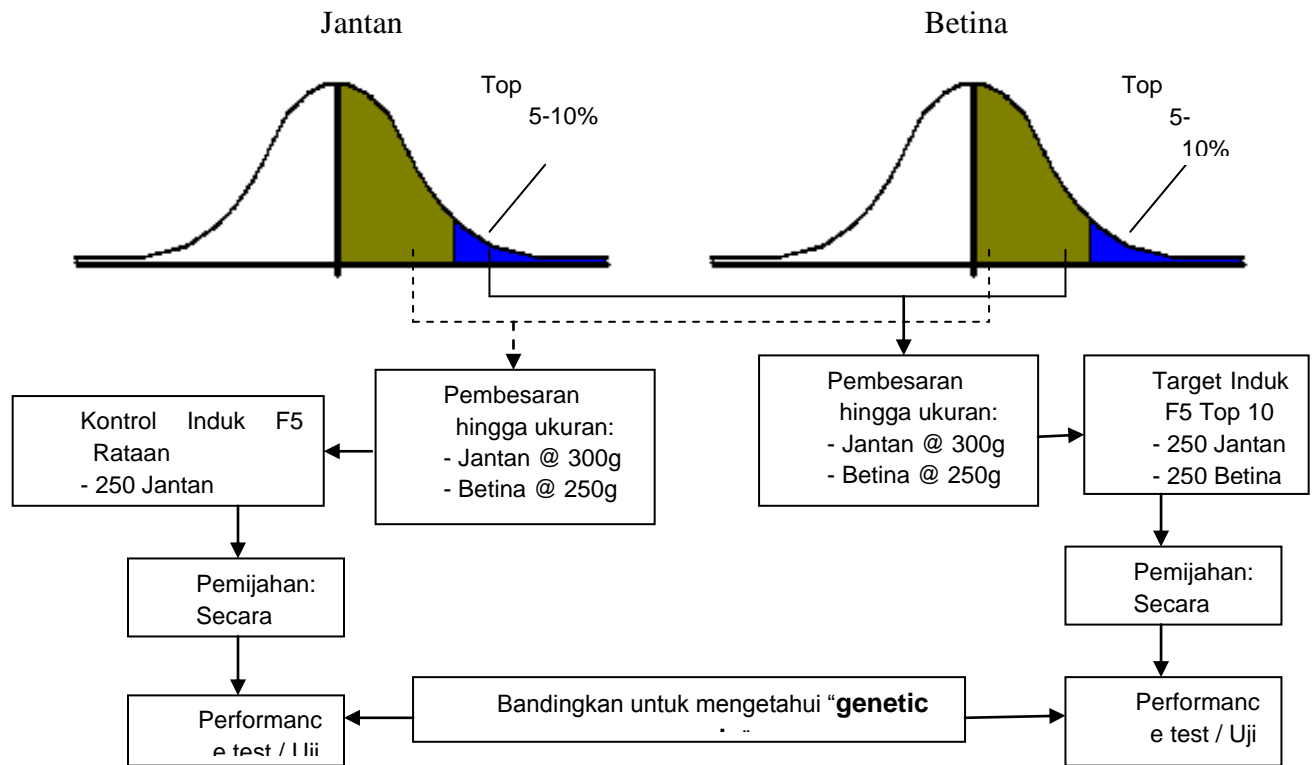 Jantan
Betina
Top
5-10%
Top
5-
10%
Pembesaran
hingga ukuran:
- Jantan @ 300g
- Betina @ 250g
Pembesaran
hingga ukuran:
- Jantan @ 300g
- Betina @ 250g
Target Induk
F5 Top 10
- 250 Jantan
- 250 Betina
Kontrol Induk F5
Rataan
- 250 Jantan
Pemijahan:
Secara
Pemijahan:
Secara
Bandingkan untuk mengetahui “genetic
Performanc
e test / Uji
Performanc
e test / Uji